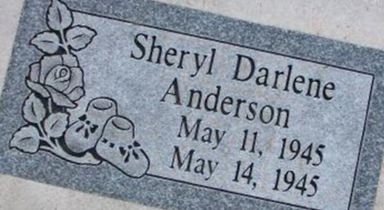 Sheryl Darlene
Anderson
May 11, 1945
May 14, 1945